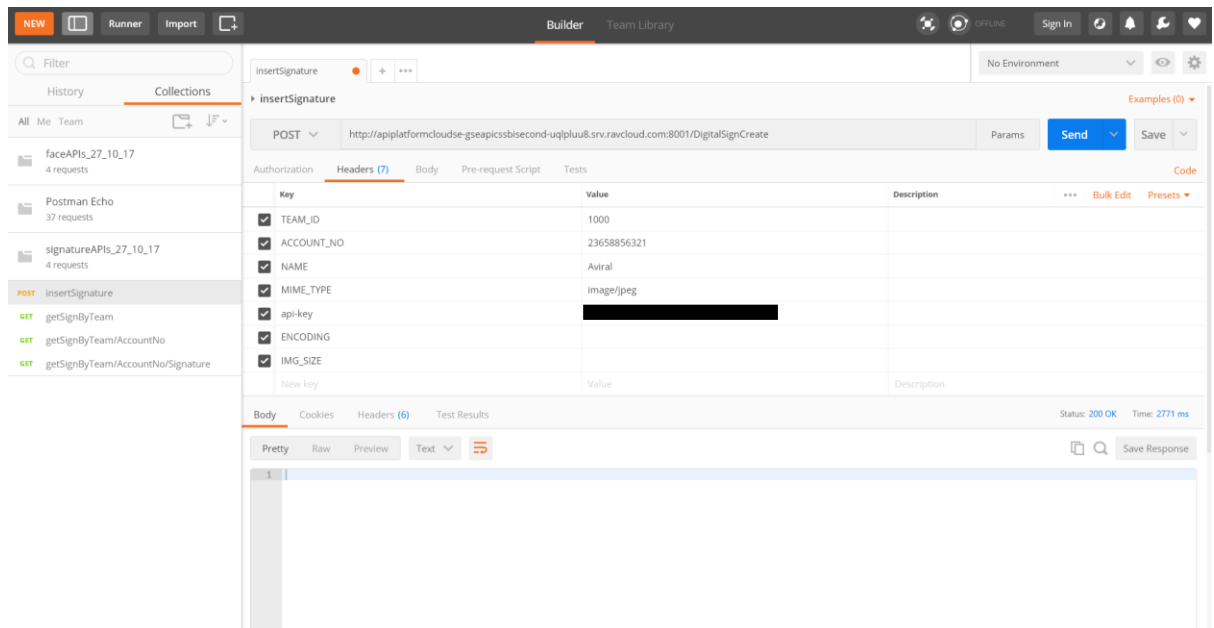 NEW Runner Import Builder Team Library OFFLINE Sign In
Filter
History Collections
All Me Team
faceAPIs_27_10_17
4 requests
Postman Echo
37 requests
signatureAPIs_27_10_17
4 requests
POST insertSignature
GET getSignByTeam
GET getSignByTeam/AccountNo
GET getSignByTeam/AccountNo/Signature
insertSignature + ••• No Environment
insertSignature Examples (0)
POST http://apiplatformcloudse-gseapicssbisecond-uqlpluu8.srv.ravcloud.com:8001/DigitalSignCreate Params Send Save
Authorization Headers (7) Body Pre-request Script Tests Code
Key Value Description ••• Bulk Edit Presets
TEAM_ID 1000
ACCOUNT_NO 23658856321
NAME Aviral
MIME_TYPE image/jpeg
api-key
ENCODING
IMG_SIZE
New key Value Description
Body Cookies Headers (6) Test Results Status: 200 OK Time: 2771 ms
Pretty Raw Preview Text Save Response
1